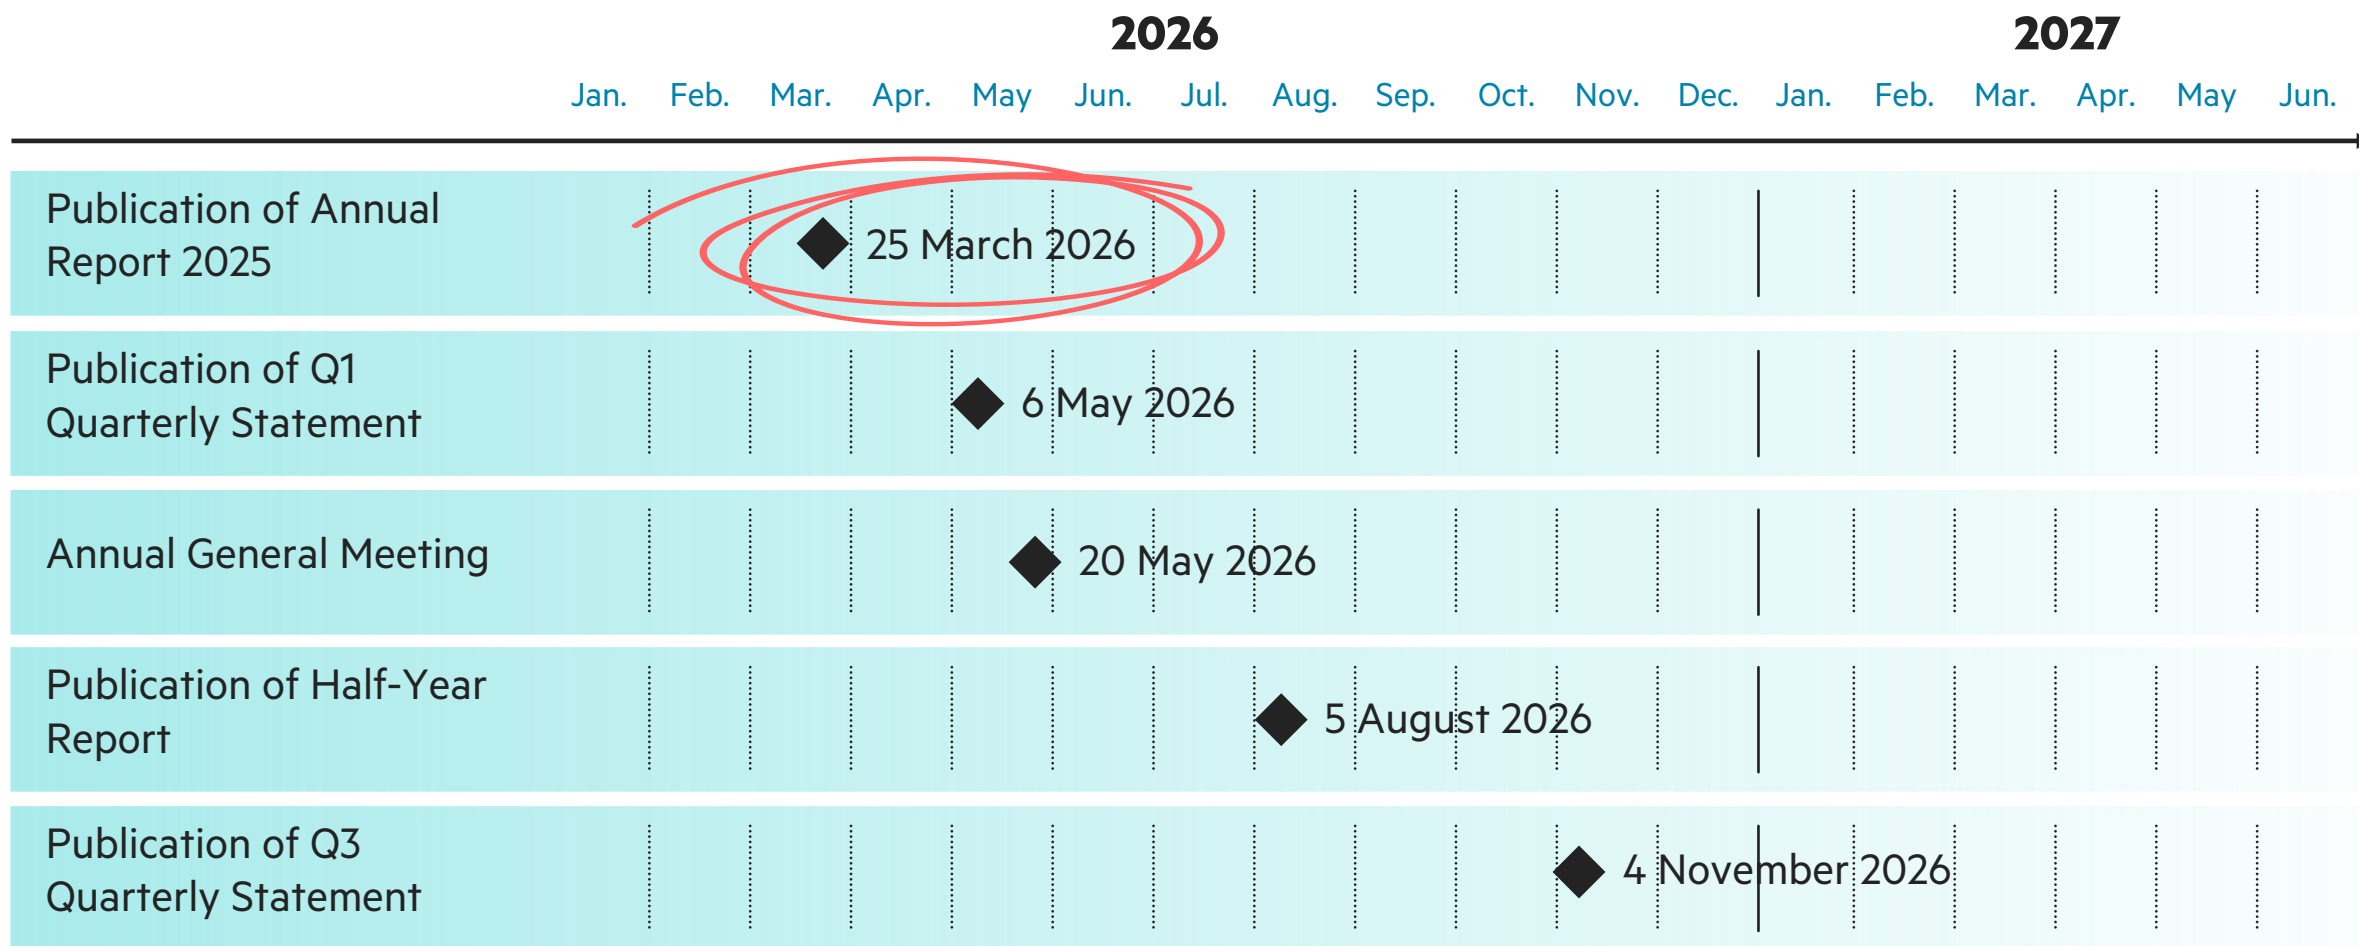 2026 2027
Jan. Feb. Mar. Apr. May Jun. Jul. Aug. Sep. Oct. Nov. Dec. Jan. Feb. Mar. Apr. May Jun.
Publication of Annual
Report 2025
25 March 2026
Publication of Q1
Quarterly Statement
6 May 2026
Annual General Meeting
20 May 2026
Publication of Half-Year
Report
5 August 2026
Publication of Q3
Quarterly Statement
4 November 2026